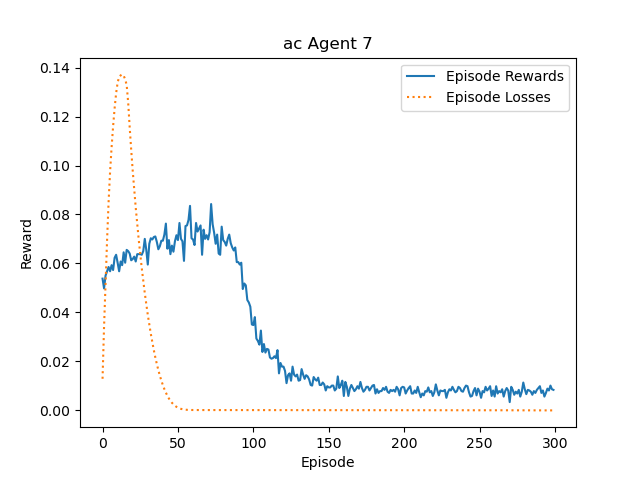 ac Agent 7
Episode Rewards
Episode Losses
Reward
0.14
0.12
0.10
0.08
0.06
0.04
0.02
0.00
0 50 100 150 200 250 300
Episode